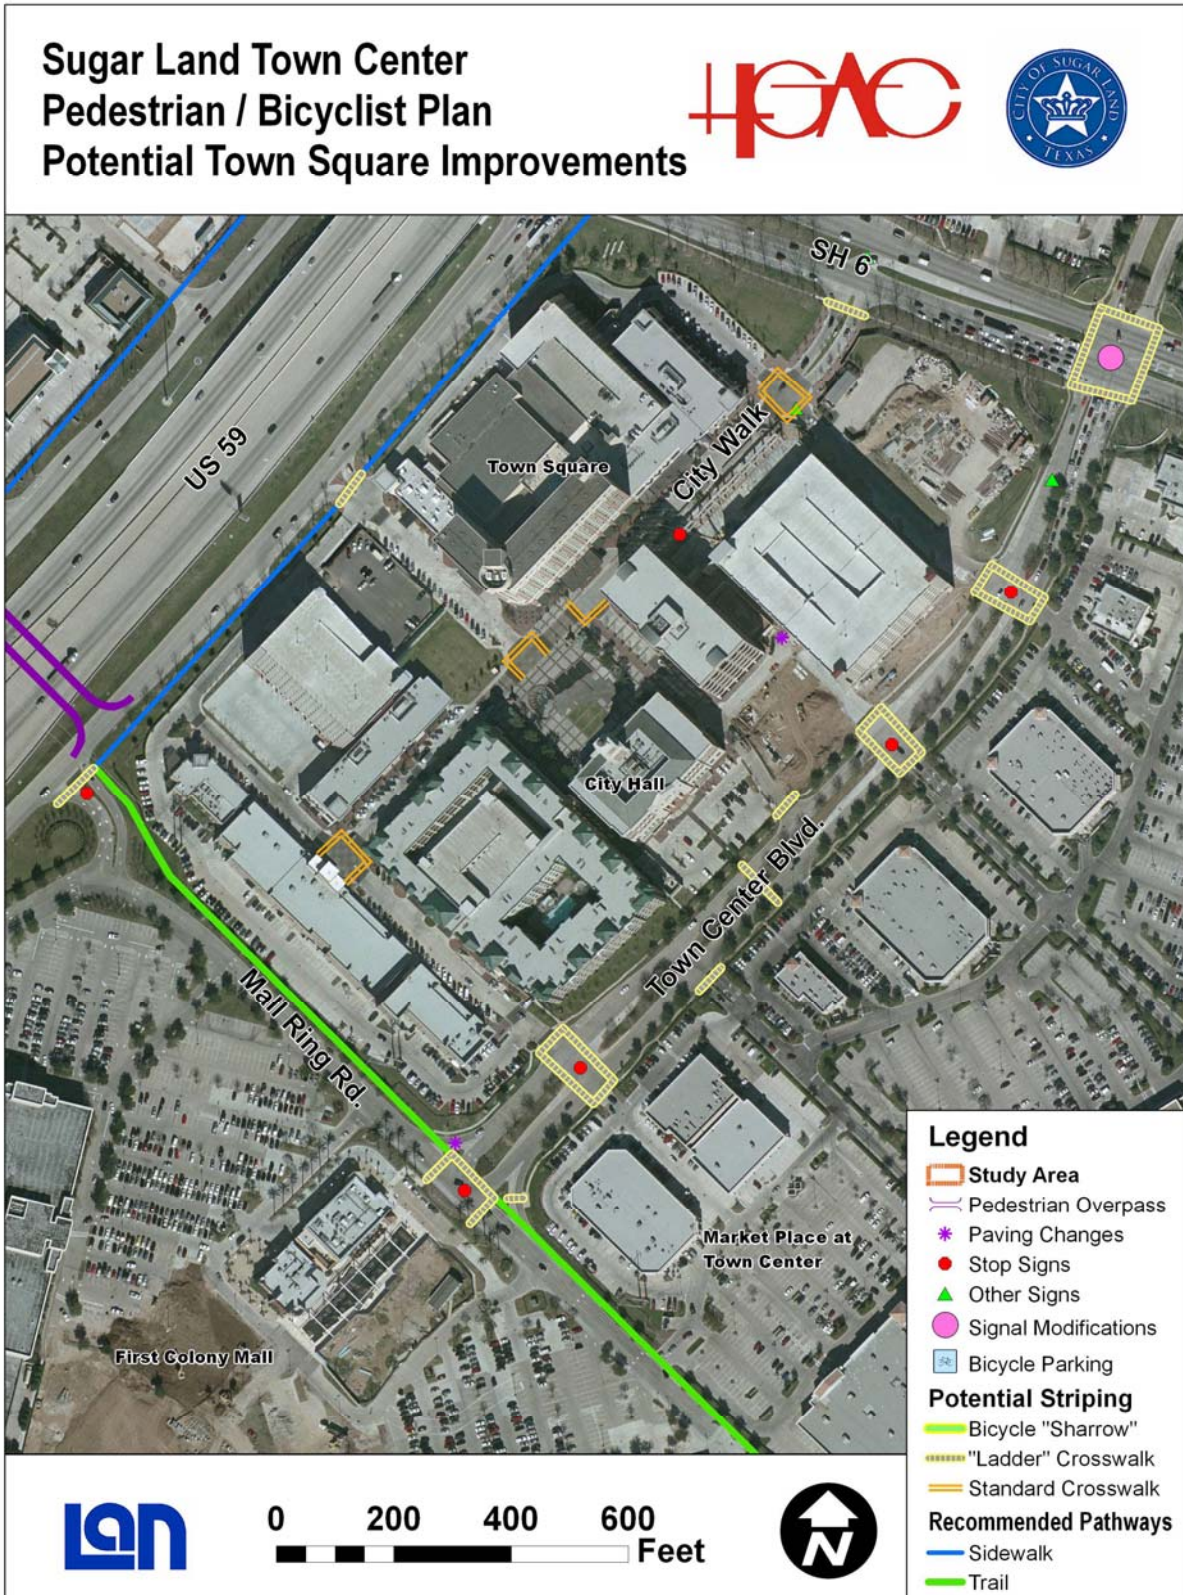 Sugar Land Town Center
Pedestrian / Bicyclist Plan
Potential Town Square Improvements
HGAC
CITY OF SUGAR LAND
TEXAS
SH 6
US 59
Town Square
City Walk
City Hall
Town Center Blvd.
Mall Ring Rd.
Market Place at
Town Center
First Colony Mall
Legend
Study Area
Pedestrian Overpass
Paving Changes
Stop Signs
Other Signs
Signal Modifications
Bicycle Parking
Potential Striping
Bicycle "Sharrow"
"Ladder" Crosswalk
Standard Crosswalk
Recommended Pathways
Sidewalk
Trail
Lan
0 200 400 600
Feet
N